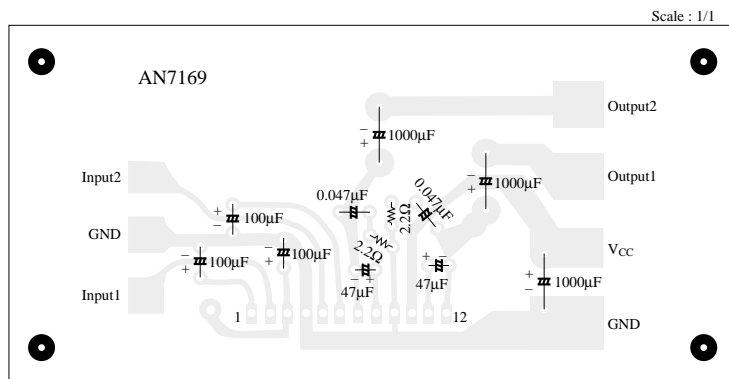 Scale : 1/1
AN7169
Output2
1000µF
Input2
0.047µF
0.047µF
1000µF
Output1
100µF
2.2Ω
GND
100µF
2.2Ω
VCC
100µF
47µF
47µF
1000µF
Input1
1
12
GND